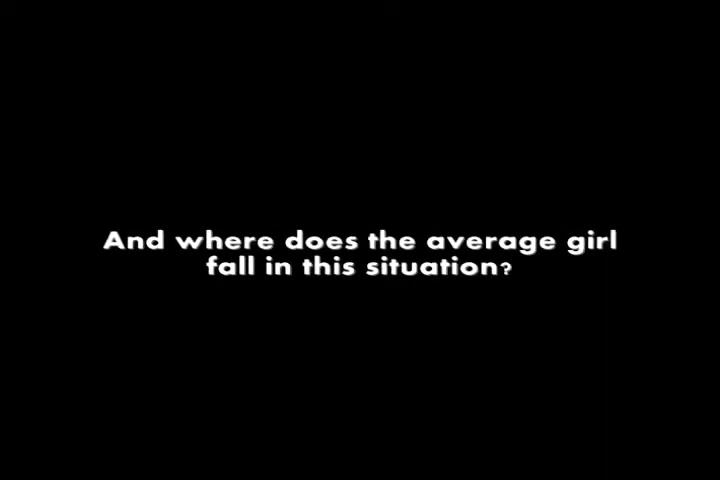 And where does the average girl
fall in this situation?